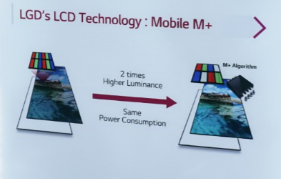 LGD's LCD Technology : Mobile M+
M+ Algorithm
2 times
Higher Luminance
Same
Power Consumption